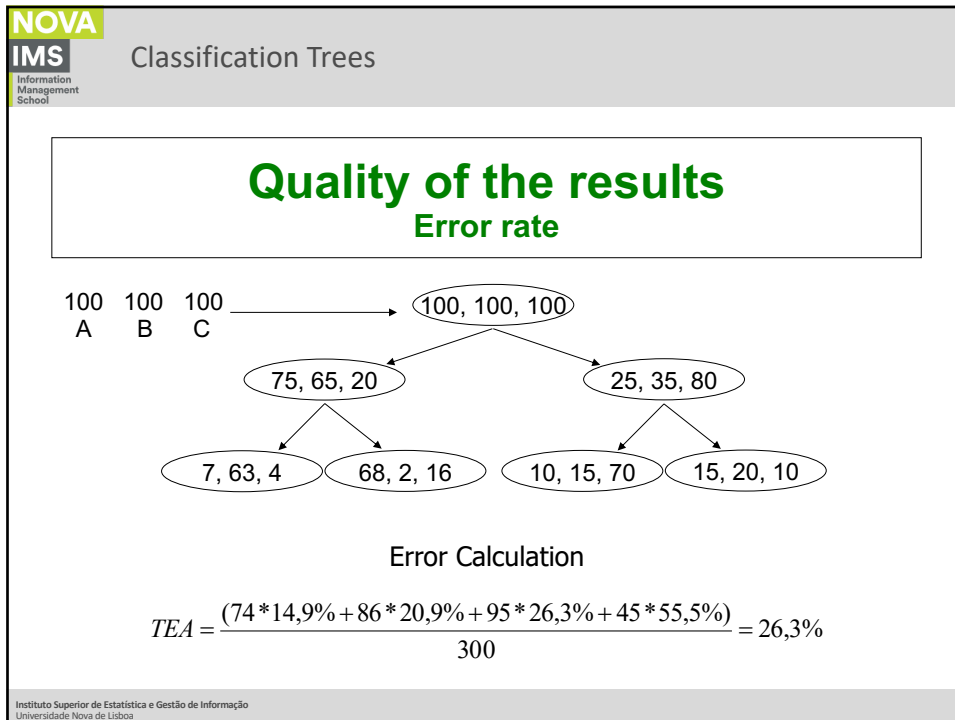 NOVA
IMS
Information
Management
School
Classification Trees
Quality of the results
Error rate
100 100 100
A B C
100, 100, 100
75, 65, 20
25, 35, 80
7, 63, 4
68, 2, 16
10, 15, 70
15, 20, 10
Error Calculation
TEA = (74*14,9% + 86*20,9% + 95*26,3% + 45*55,5%) / 300 = 26,3%
Instituto Superior de Estatística e Gestão de Informação
Universidade Nova de Lisboa